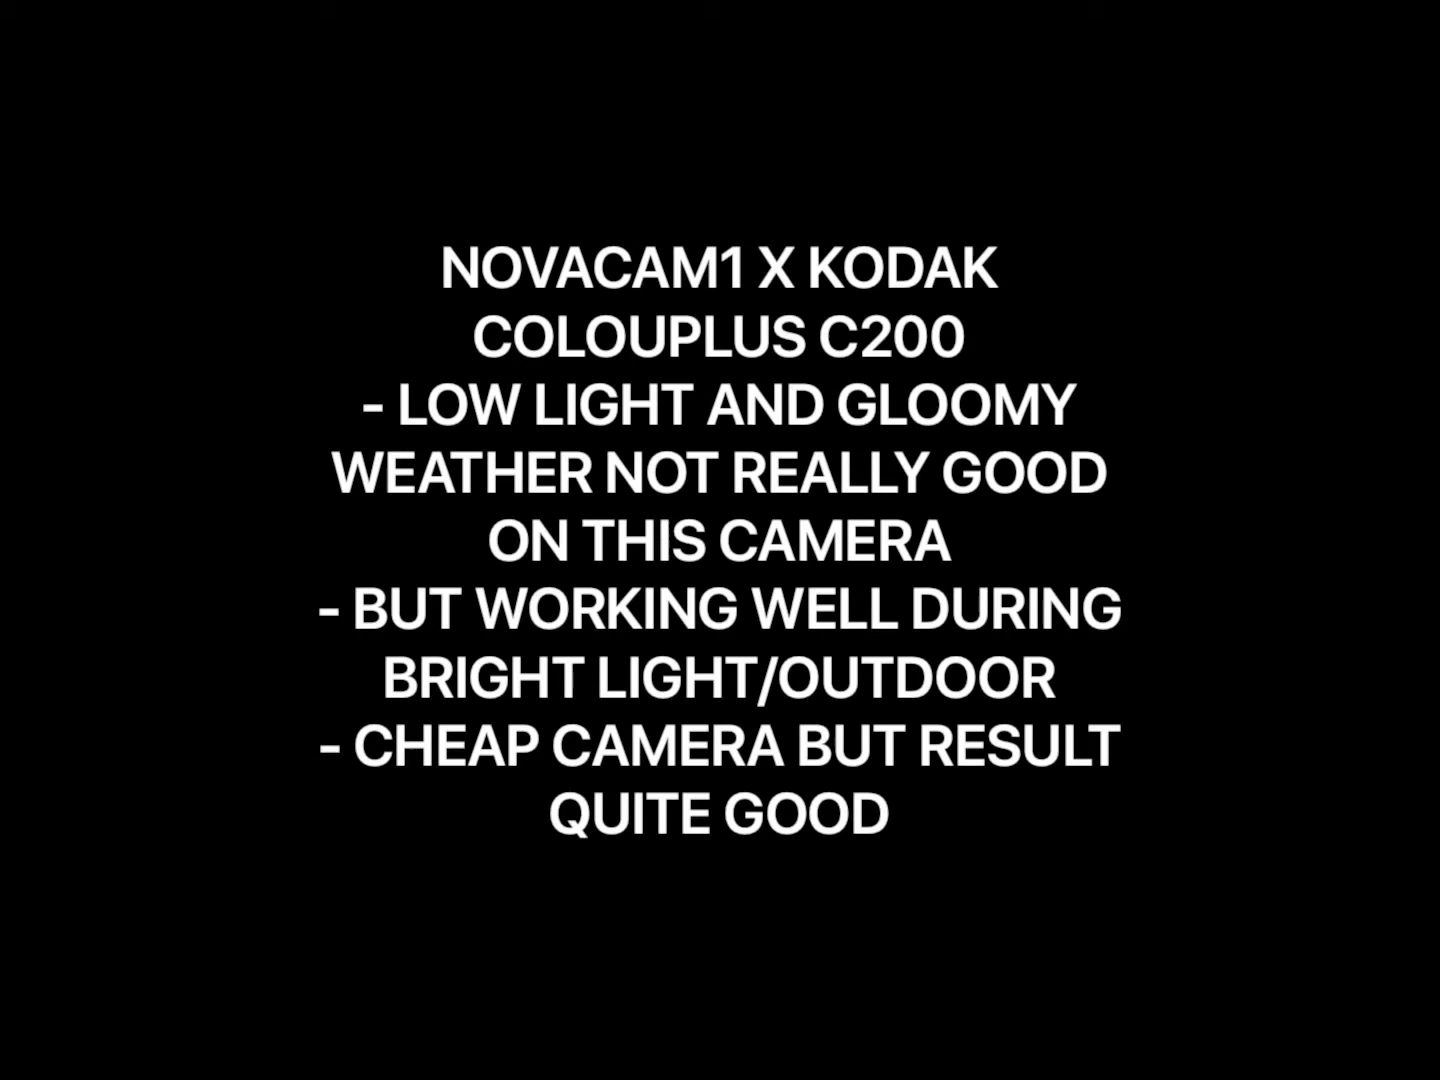 NOVACAM1 X KODAK
COLOUPLUS C200
- LOW LIGHT AND GLOOMY
WEATHER NOT REALLY GOOD
ON THIS CAMERA
- BUT WORKING WELL DURING
BRIGHT LIGHT/OUTDOOR
- CHEAP CAMERA BUT RESULT
QUITE GOOD